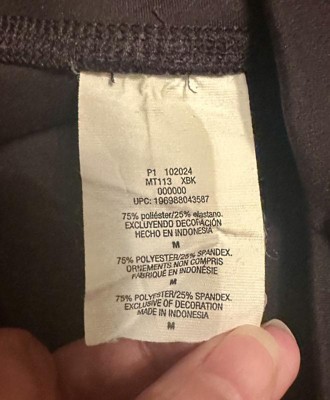 P1 102024
MT113 XBK
000000
UPC: 196988043587
75% poliéster/25% elastano.
EXCLUYENDO DECORACIÓN
HECHO EN INDONESIA
M
75% POLYESTER/25% SPANDEX.
ORNEMENTS NON COMPRIS
FABRIQUE EN INDONÉSIE
M
75% POLYESTER/25% SPANDEX.
EXCLUSIVE OF DECORATION
MADE IN INDONESIA
M